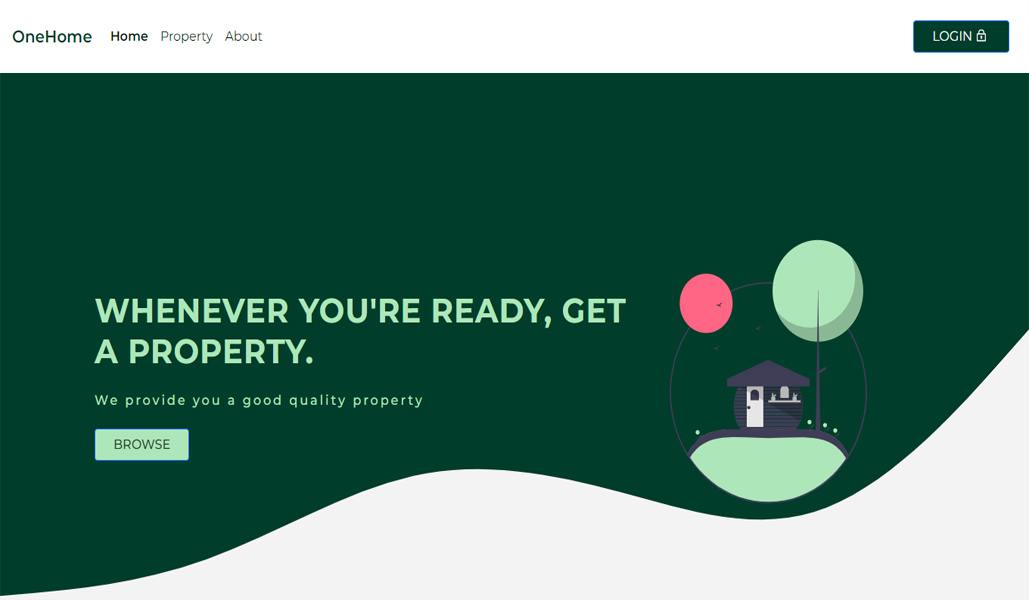 OneHome Home Property About LOGIN
WHENEVER YOU'RE READY, GET
A PROPERTY.
We provide you a good quality property
BROWSE